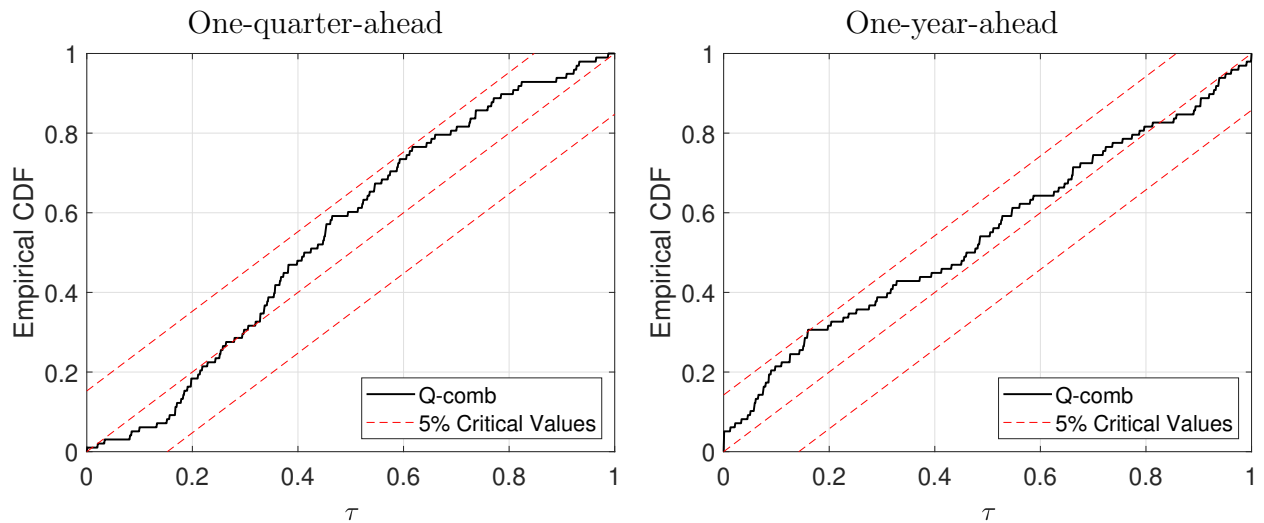 One-quarter-ahead
Empirical CDF
1
0.8
0.6
0.4
0.2
0
0 0.2 0.4 0.6 0.8 1
τ
Q-comb
5% Critical Values
One-year-ahead
Empirical CDF
1
0.8
0.6
0.4
0.2
0
0 0.2 0.4 0.6 0.8 1
τ
Q-comb
5% Critical Values